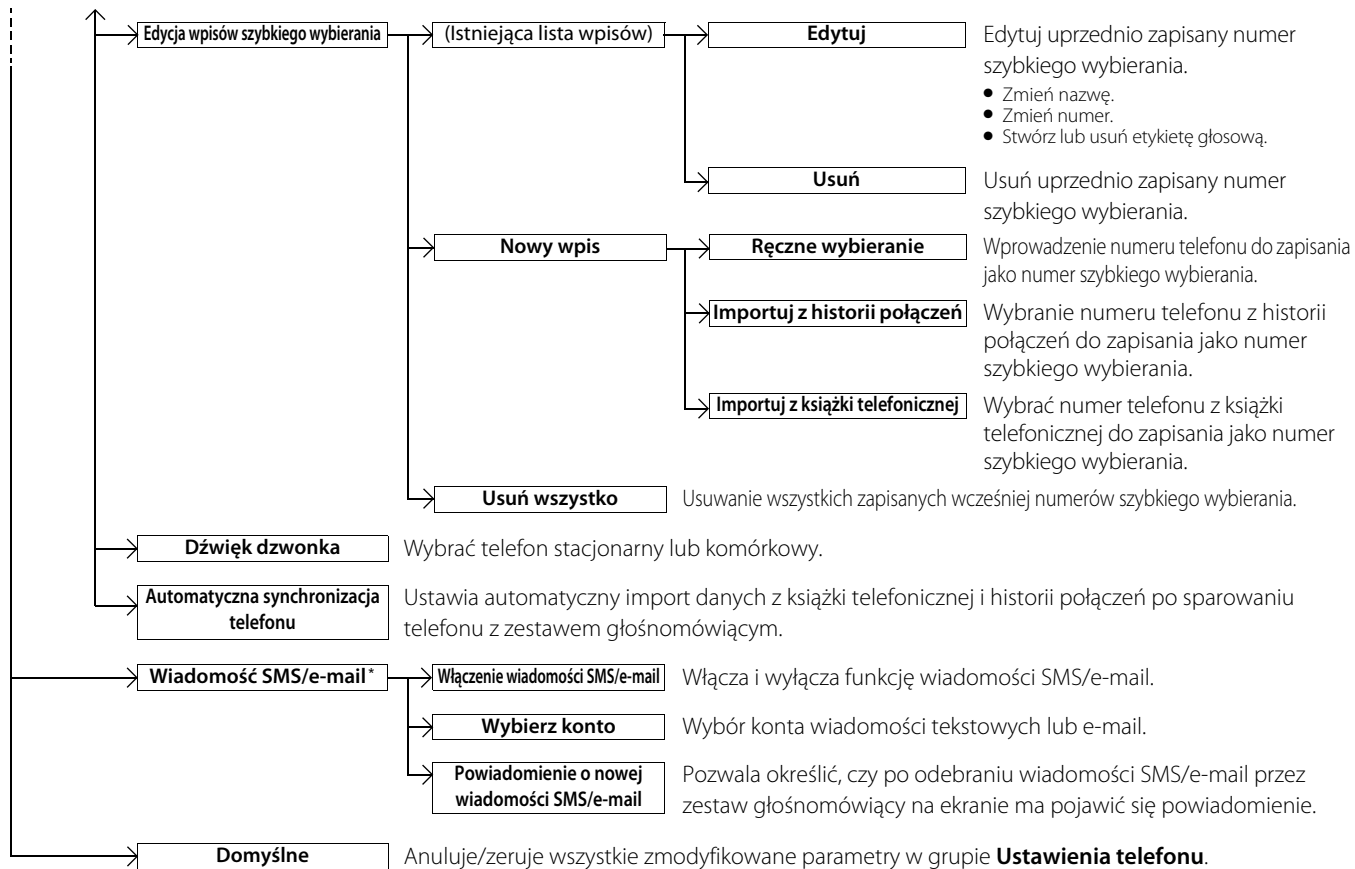 Edycja wpisów szybkiego wybierania
(Istniejąca lista wpisów)
Edytuj
Edytuj uprzednio zapisany numer
szybkiego wybierania.
● Zmień nazwę.
● Zmień numer.
● Stwórz lub usuń etykietę głosową.
Usuń
Usuń uprzednio zapisany numer
szybkiego wybierania.
Nowy wpis
Ręczne wybieranie
Wprowadzenie numeru telefonu do zapisania
jako numer szybkiego wybierania.
Importuj z historii połączeń
Wybranie numeru telefonu z historii
połączeń do zapisania jako numer
szybkiego wybierania.
Importuj z książki telefonicznej
Wybrać numer telefonu z książki
telefonicznej do zapisania jako numer
szybkiego wybierania.
Usuń wszystko
Usuwanie wszystkich zapisanych wcześniej numerów szybkiego wybierania.
Dźwięk dzwonka
Wybrać telefon stacjonarny lub komórkowy.
Automatyczna synchronizacja
telefonu
Ustawia automatyczny import danych z książki telefonicznej i historii połączeń po sparowaniu
telefonu z zestawem głośnomówiącym.
Wiadomość SMS/e-mail*
Włączenie wiadomości SMS/e-mail
Włącza i wyłącza funkcję wiadomości SMS/e-mail.
Wybierz konto
Wybór konta wiadomości tekstowych lub e-mail.
Powiadomienie o nowej
wiadomości SMS/e-mail
Pozwala określić, czy po odebraniu wiadomości SMS/e-mail przez
zestaw głośnomówiący na ekranie ma pojawić się powiadomienie.
Domyślne
Anuluje/zeruje wszystkie zmodyfikowane parametry w grupie Ustawienia telefonu.